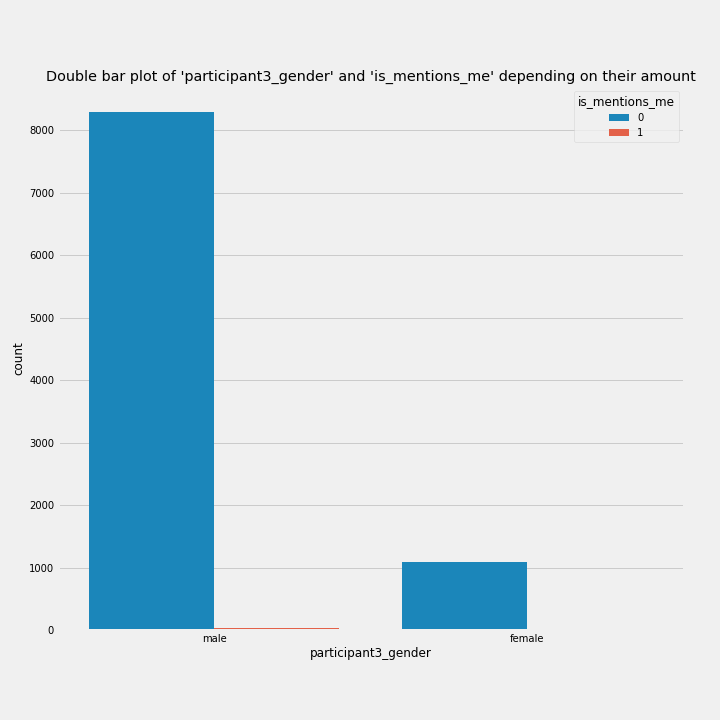 Double bar plot of 'participant3_gender' and 'is_mentions_me' depending on their amount
is_mentions_me
0
1
8000
7000
6000
5000
4000
3000
2000
1000
0
count
male
female
participant3_gender